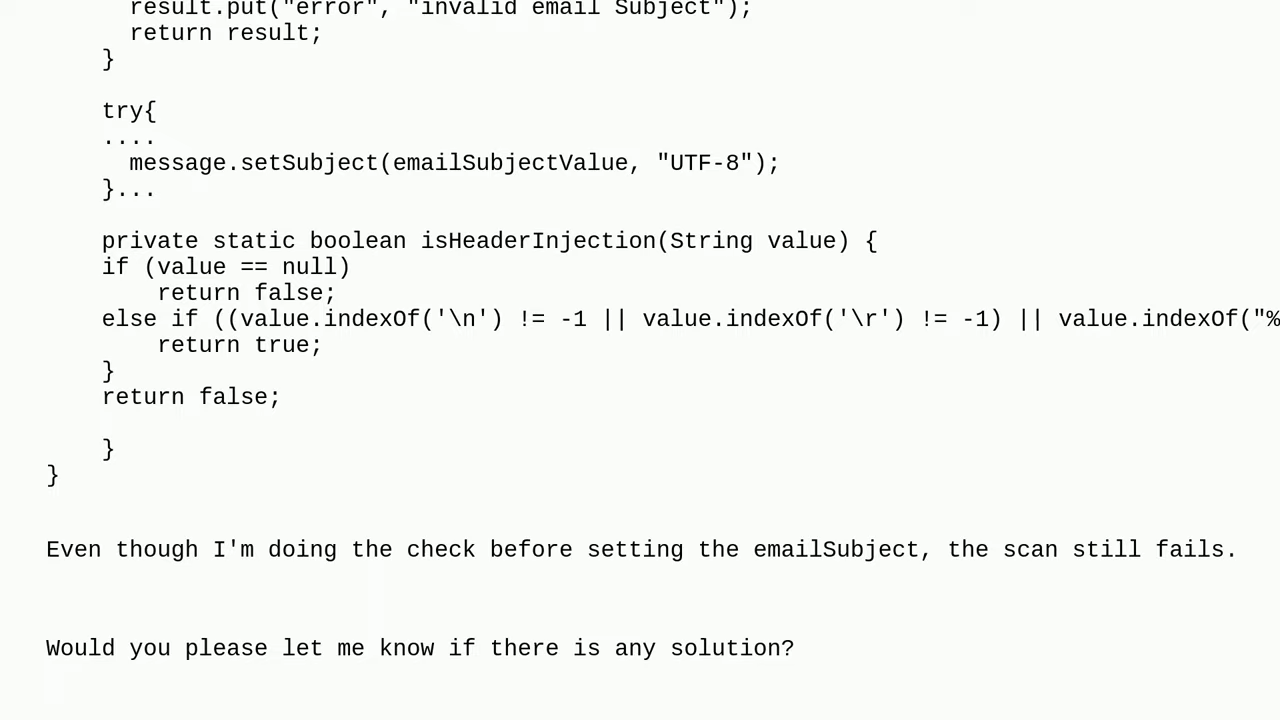 result.put("error", "invalid email Subject");
return result;
}
try{
....
message.setSubject(emailSubjectValue, "UTF-8");
}...
private static boolean isHeaderInjection(String value) {
if (value == null)
return false;
else if ((value.indexOf('\n') != -1 || value.indexOf('\r') != -1) || value.indexOf("%
return true;
}
return false;
}
}
Even though I'm doing the check before setting the emailSubject, the scan still fails.
Would you please let me know if there is any solution?